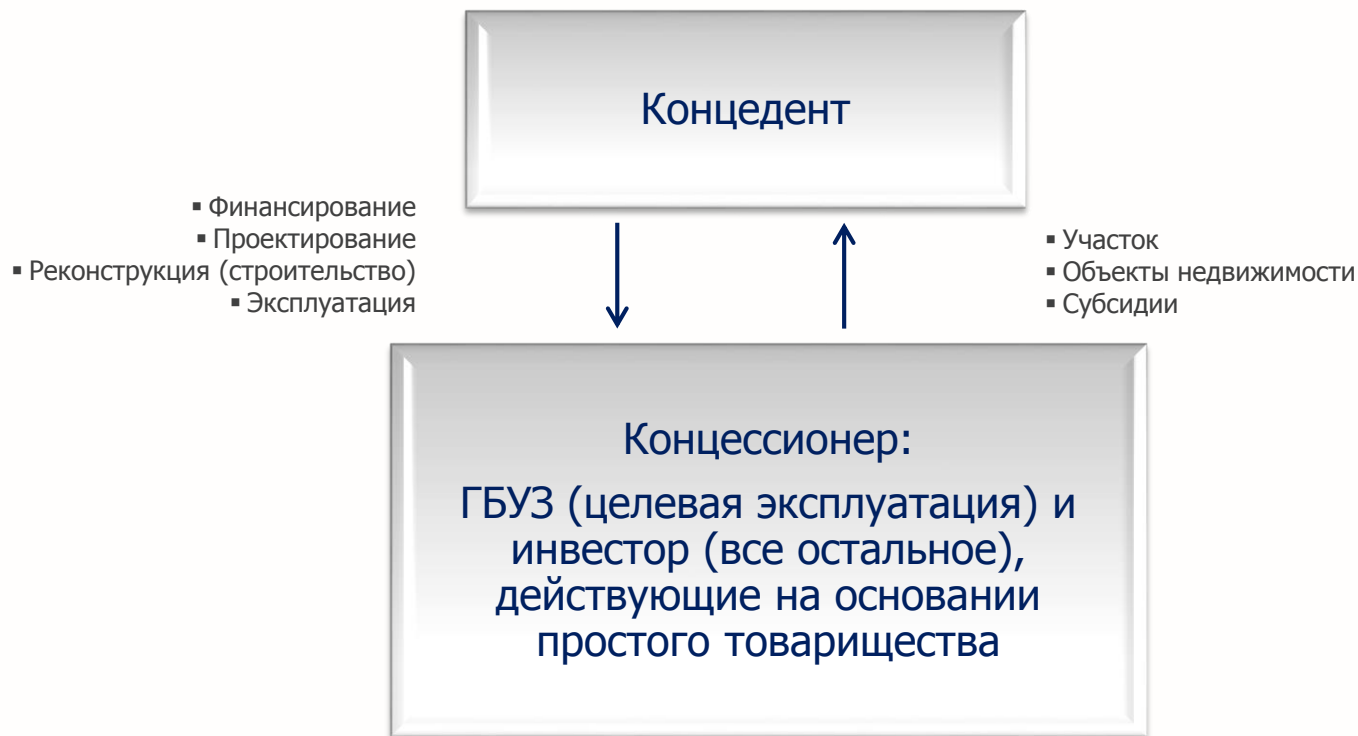 Концедент
▪ Финансирование
▪ Проектирование
▪ Реконструкция (строительство)
▪ Эксплуатация
▪ Участок
▪ Объекты недвижимости
▪ Субсидии
Концессионер:
ГБУЗ (целевая эксплуатация) и
инвестор (все остальное),
действующие на основании
простого товарищества